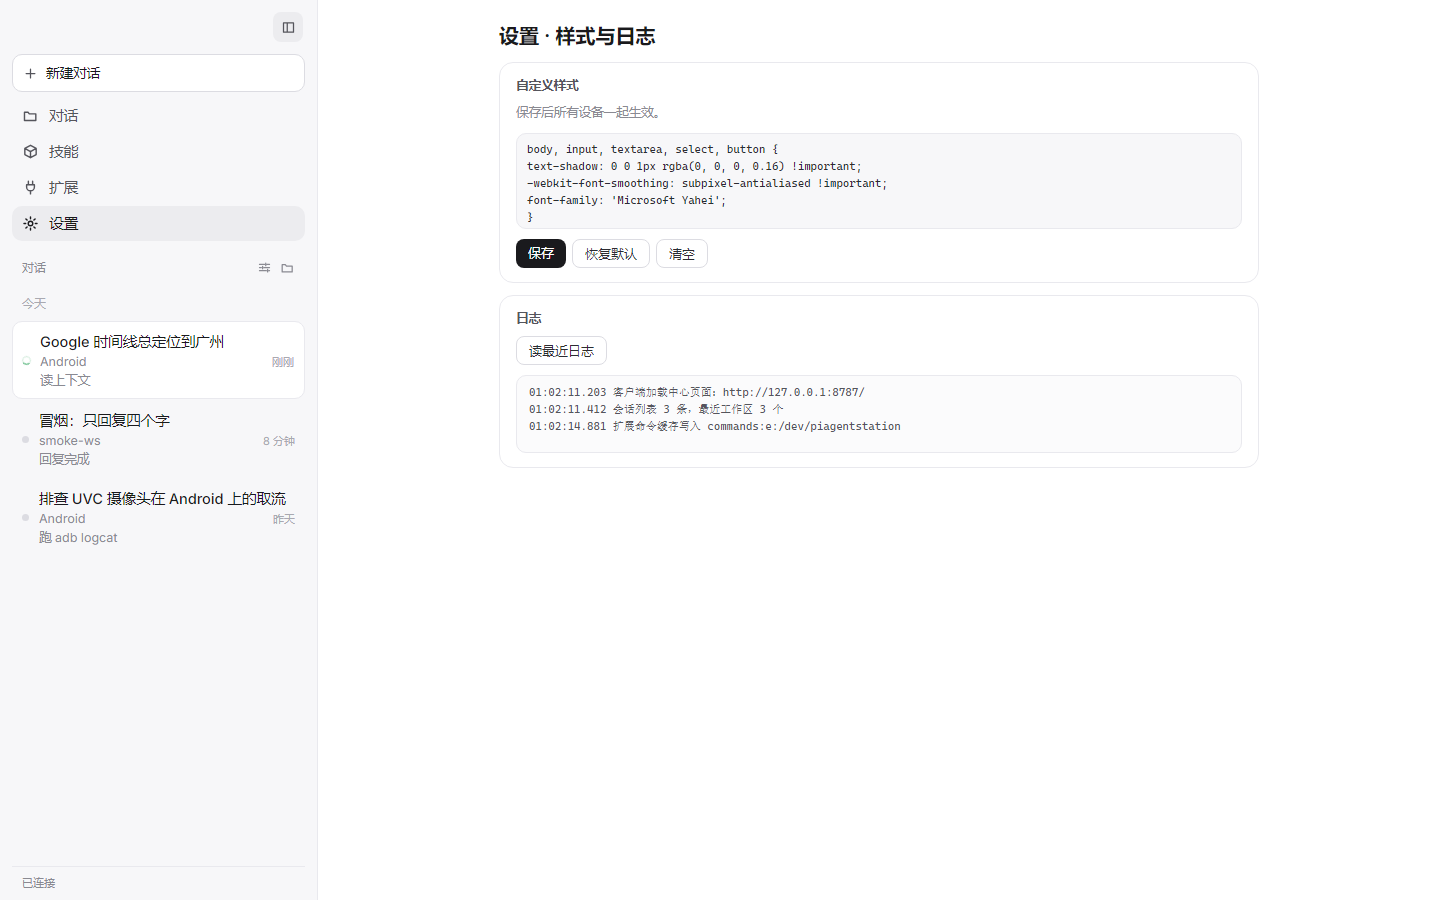 新建对话
对话
技能
扩展
设置
对话
今天
Google 时间线总定位到广州
Android 刚刚
读上下文
冒烟：只回复四个字
smoke-ws 8 分钟
回复完成
排查 UVC 摄像头在 Android 上的取流
Android 昨天
跑 adb logcat
已连接
设置 · 样式与日志
自定义样式
保存后所有设备一起生效。
body, input, textarea, select, button {
text-shadow: 0 0 1px rgba(0, 0, 0, 0.16) !important;
-webkit-font-smoothing: subpixel-antialiased !important;
font-family: 'Microsoft Yahei';
}
保存 恢复默认 清空
日志
读最近日志
01:02:11.203 客户端加载中心页面：http://127.0.0.1:8787/
01:02:11.412 会话列表 3 条，最近工作区 3 个
01:02:14.881 扩展命令缓存写入 commands:e:/dev/piagentstation